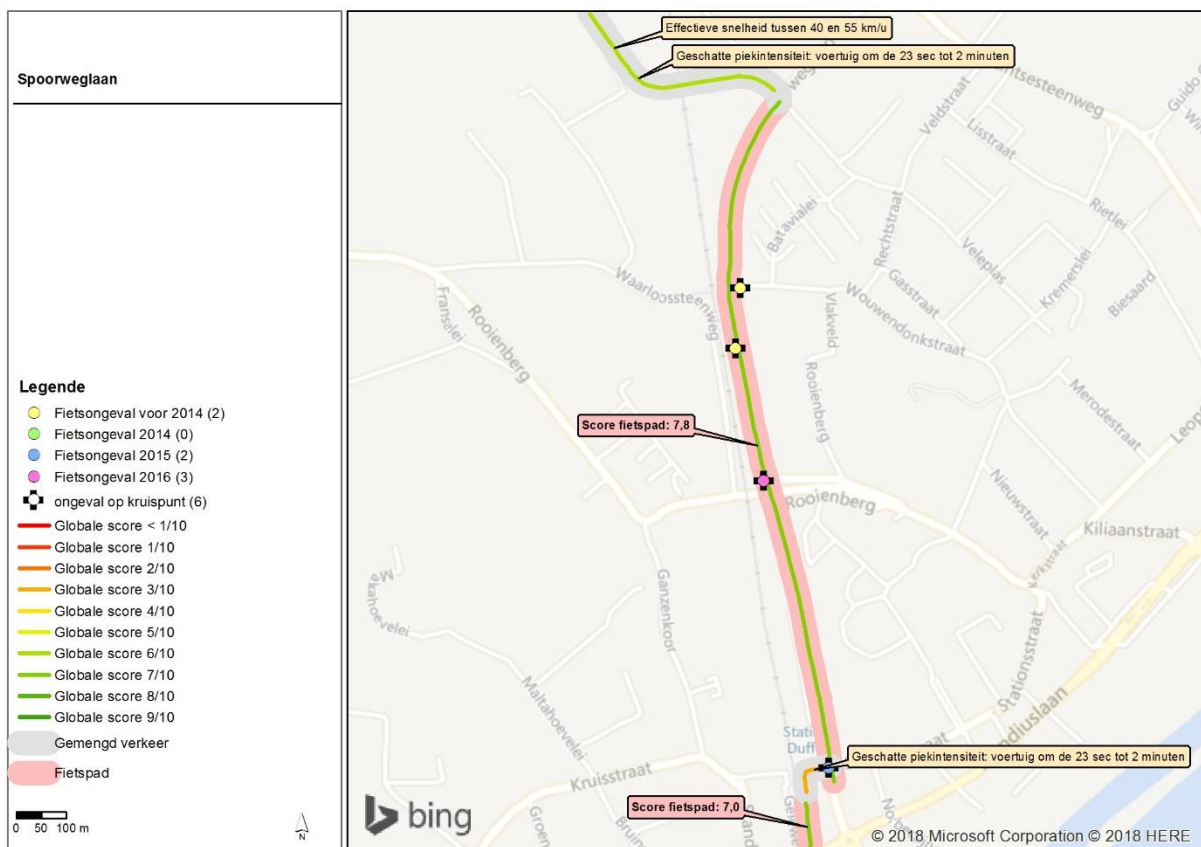 Spoorweglaan
Legende
Fietsongeval voor 2014 (2)
Fietsongeval 2014 (0)
Fietsongeval 2015 (2)
Fietsongeval 2016 (3)
ongeval op kruispunt (6)
Globale score < 1/10
Globale score 1/10
Globale score 2/10
Globale score 3/10
Globale score 4/10
Globale score 5/10
Globale score 6/10
Globale score 7/10
Globale score 8/10
Globale score 9/10
Gemengd verkeer
Fietspad
0 50 100 m
N
Effectieve snelheid tussen 40 en 55 km/u
Geschatte piekintensiteit: voertuig om de 23 sec tot 2 minuten
Veldstraat
Lisstraat
Rietlei
Batavialei
Rechtstraat
Veleplas
Kremerslei
Biesaard
Gasstraat
Waarloossteenweg
Wouwendonkstraat
Franselei
Rooienberg
Vlakveld
Rooienberg
Merodestraat
Score fietspad: 7,8
Rooienberg
Nieuwstraat
Kiliaanstraat
Kerkstraat
Ganzenkoor
Maltahoevelei
Stationsstraat
Kruisstraat
Geschatte piekintensiteit: voertuig om de 23 sec tot 2 minuten
Score fietspad: 7,0
bing
© 2018 Microsoft Corporation © 2018 HERE